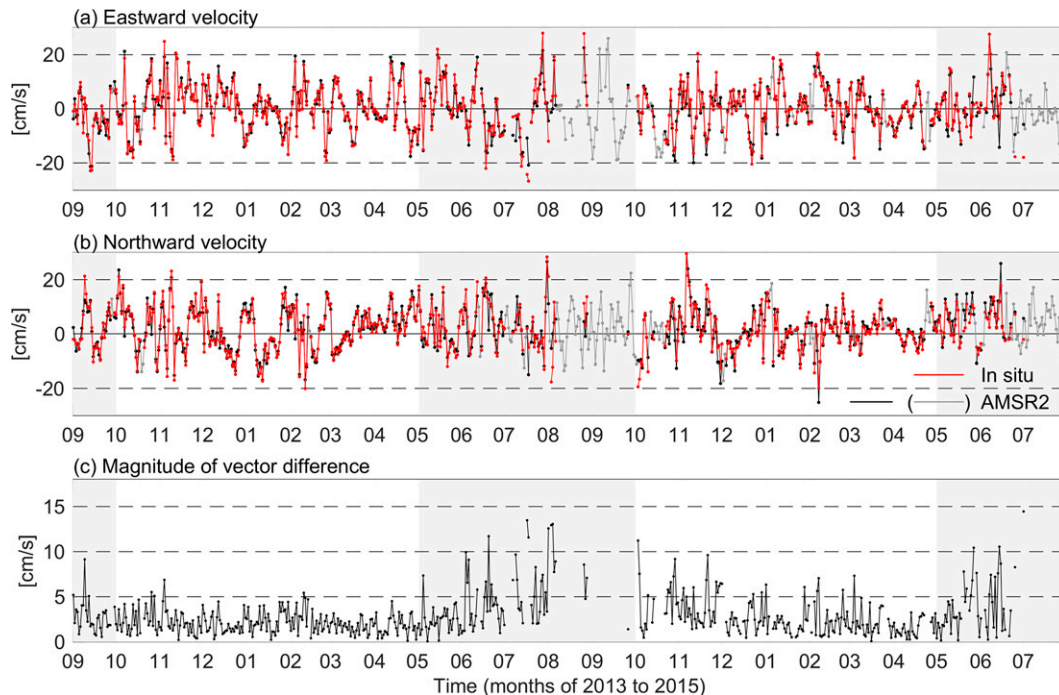 (a) Eastward velocity
[cm/s]
20
0
-20
09 10 11 12 01 02 03 04 05 06 07 08 09 10 11 12 01 02 03 04 05 06 07
(b) Northward velocity
[cm/s]
20
0
-20
In situ
( ) AMSR2
09 10 11 12 01 02 03 04 05 06 07 08 09 10 11 12 01 02 03 04 05 06 07
(c) Magnitude of vector difference
[cm/s]
15
10
5
0
09 10 11 12 01 02 03 04 05 06 07 08 09 10 11 12 01 02 03 04 05 06 07
Time (months of 2013 to 2015)